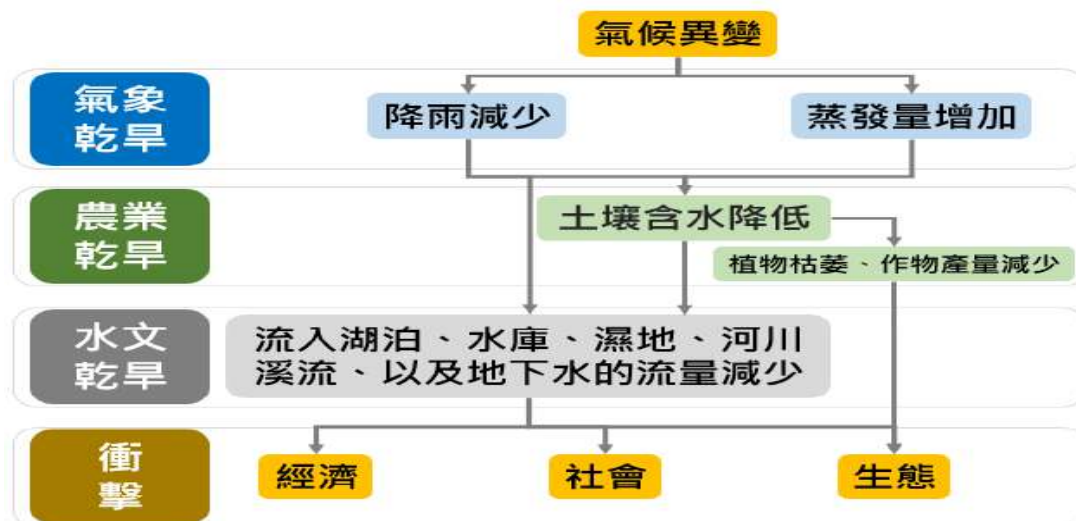 氣候異變
氣象
乾旱
降雨減少
蒸發量增加
農業
乾旱
土壤含水降低
植物枯萎、作物產量減少
水文
乾旱
流入湖泊、水庫、濕地、河川
溪流、以及地下水的流量減少
衝
擊
經濟
社會
生態